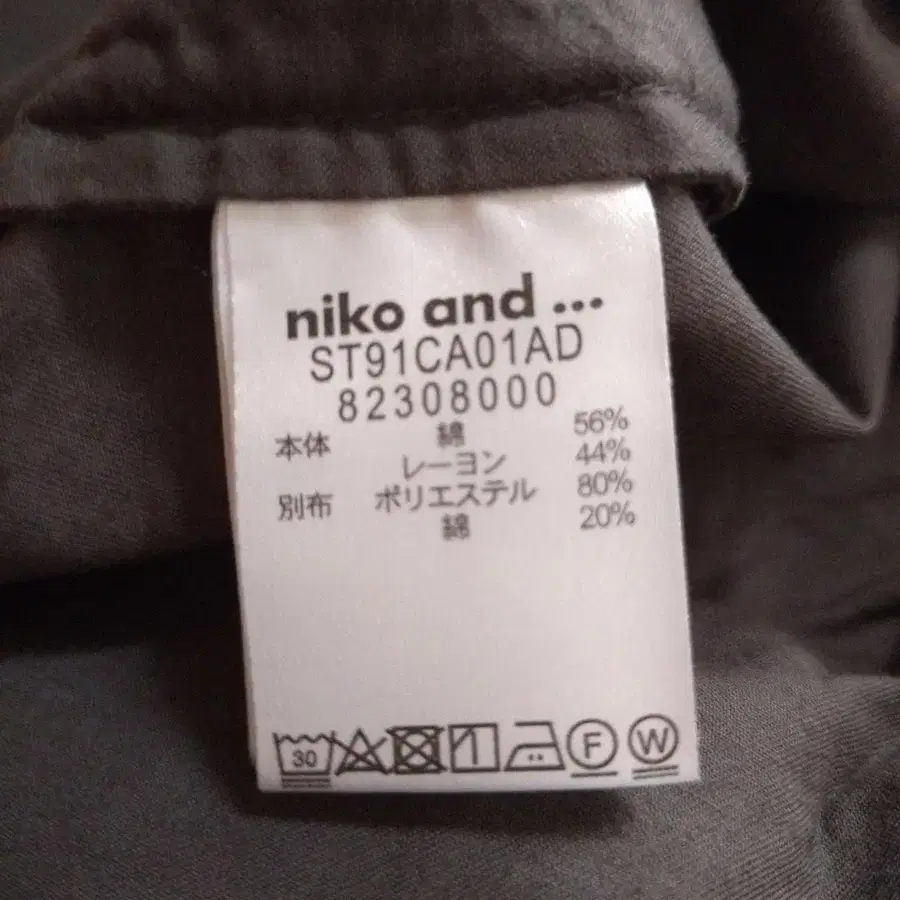 niko and ...
ST91CA01AD
82308000
本体 綿 56%
レーヨン 44%
別布 ポリエステル 80%
綿 20%
30 F W